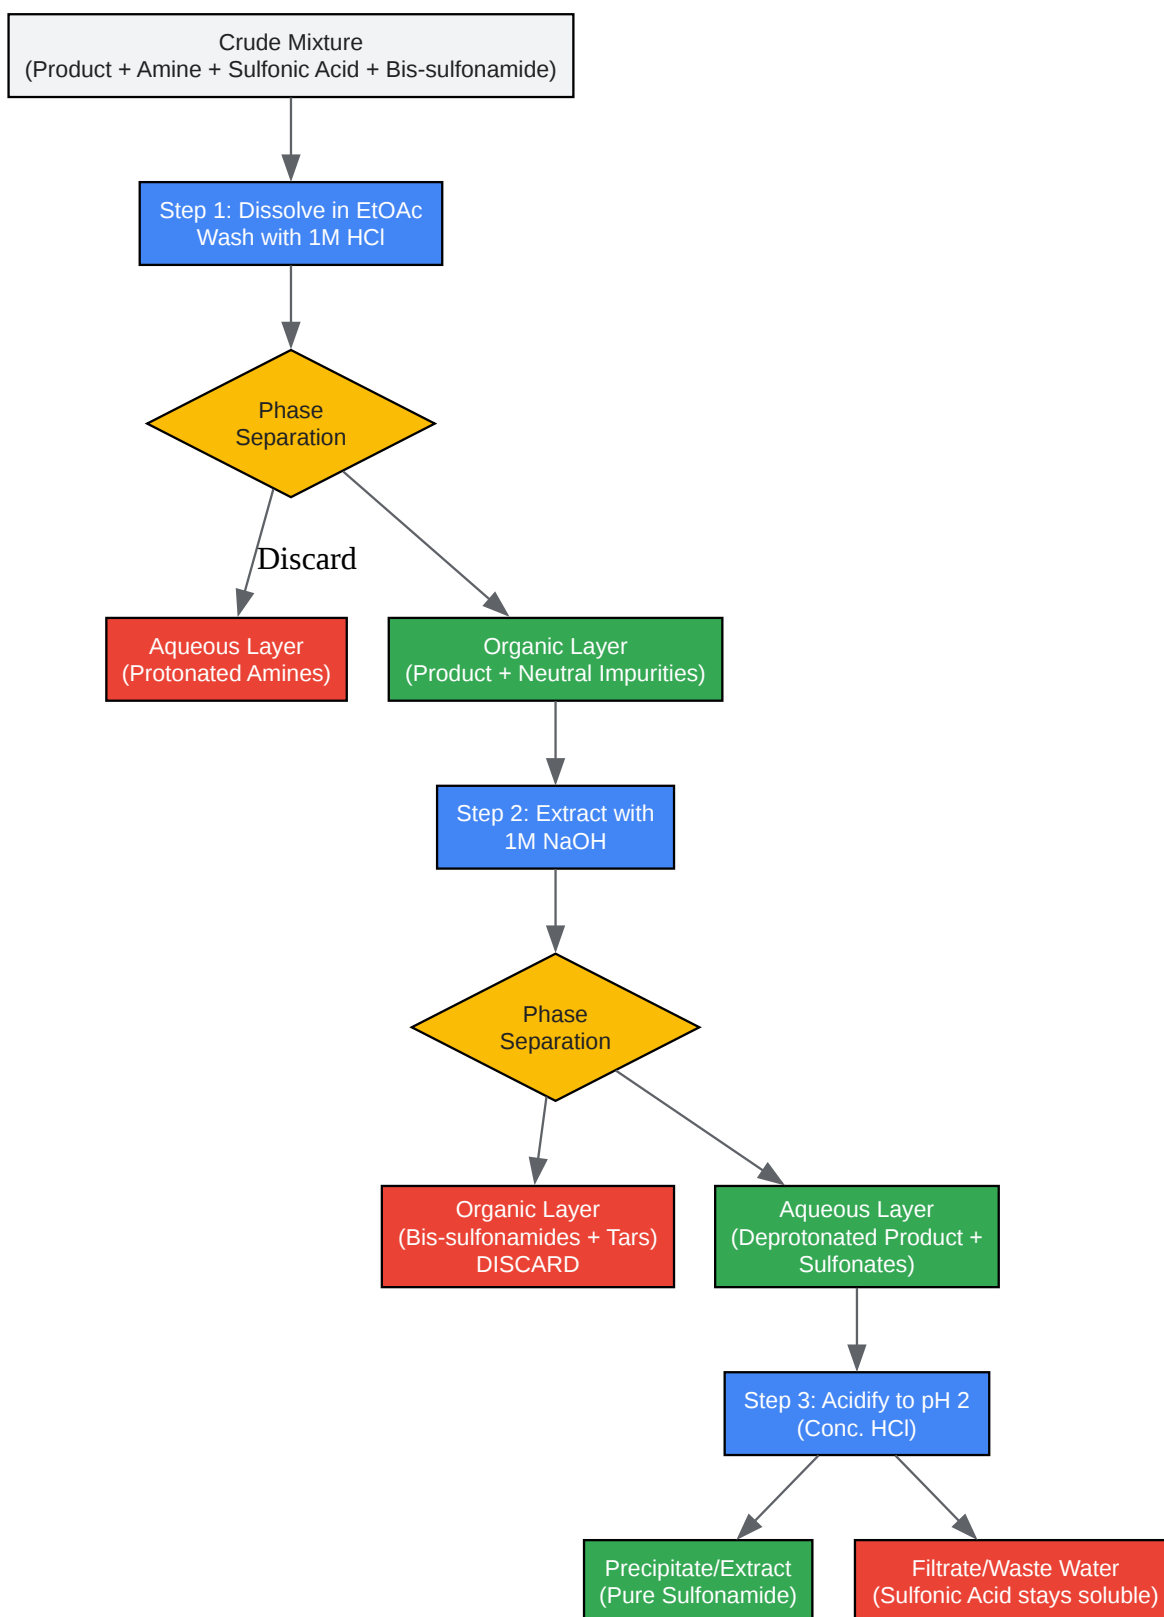 Crude Mixture
(Product + Amine + Sulfonic Acid + Bis-sulfonamide)
Step 1: Dissolve in EtOAc
Wash with 1M HCl
Phase
Separation
Discard
Aqueous Layer
(Protonated Amines)
Organic Layer
(Product + Neutral Impurities)
Step 2: Extract with
1M NaOH
Phase
Separation
Organic Layer
(Bis-sulfonamides + Tars)
DISCARD
Aqueous Layer
(Deprotonated Product +
Sulfonates)
Step 3: Acidify to pH 2
(Conc. HCl)
Precipitate/Extract
(Pure Sulfonamide)
Filtrate/Waste Water
(Sulfonic Acid stays soluble)